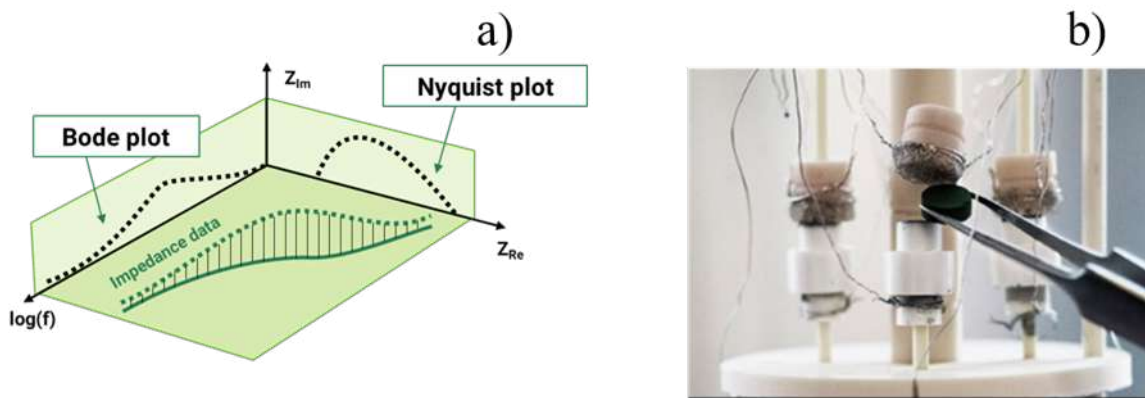 a)
b)
Z_Im
Nyquist plot
Bode plot
Impedance data
Z_Re
log(f)